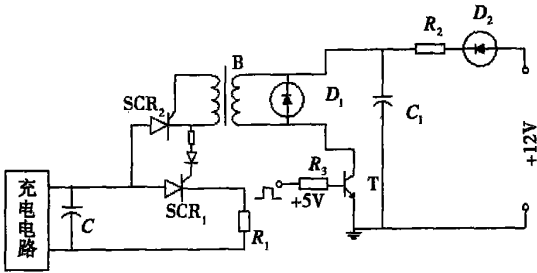 R₂
D₂
B
D₁
SCR₂
C₁
+12V
R₃
T
+5V
充电电路
C
SCR₁
R₁